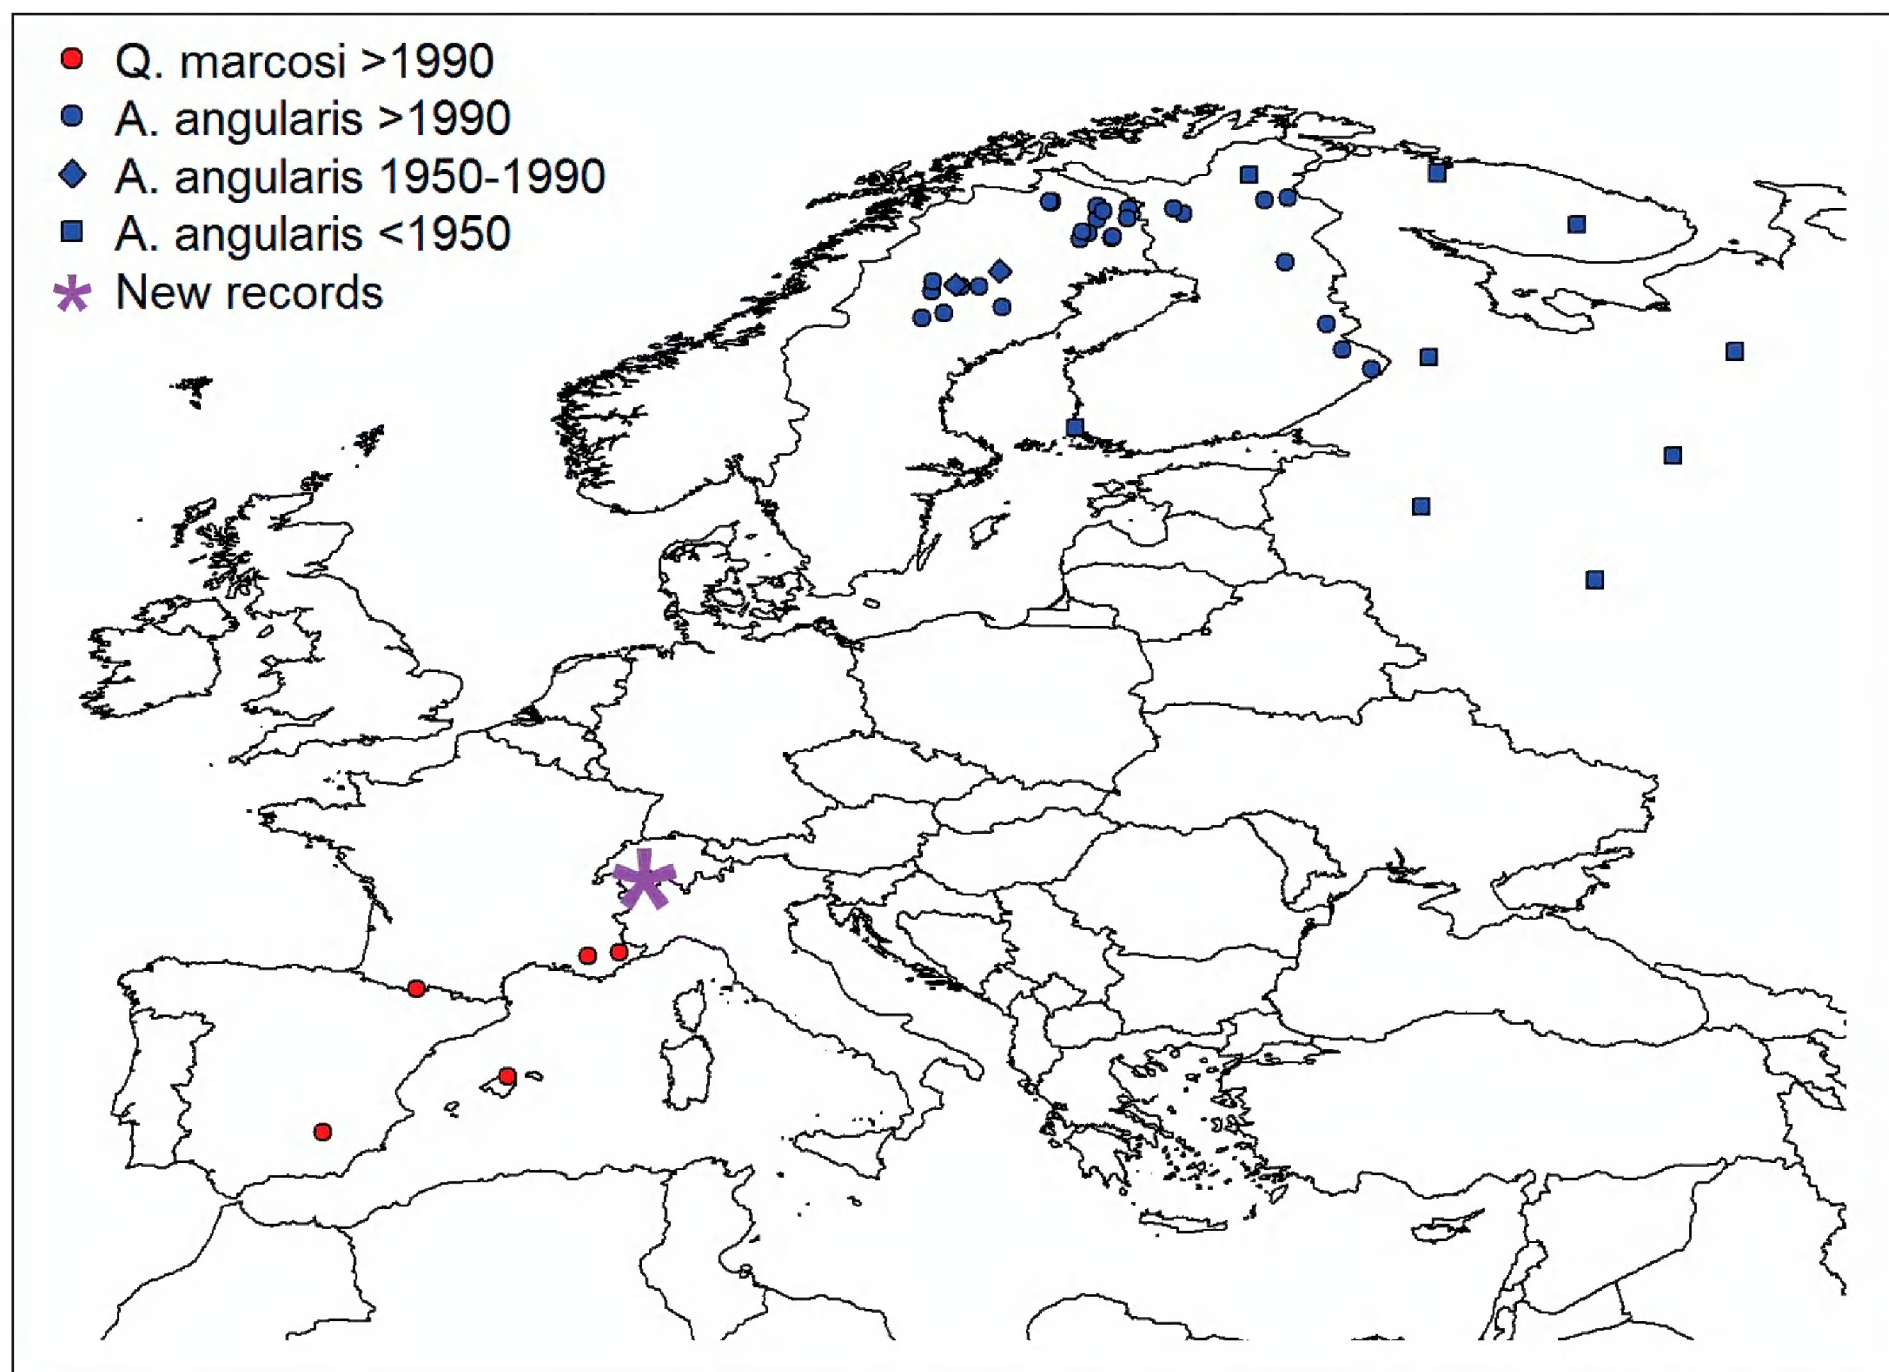 Q. marcosi >1990
A. angularis >1990
A. angularis 1950-1990
A. angularis <1950
New records